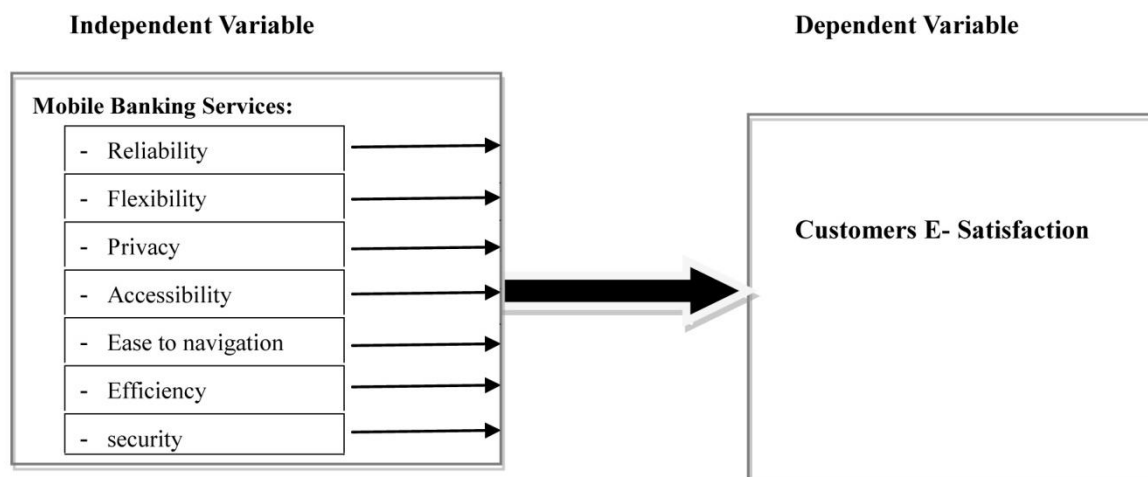 Independent Variable
Dependent Variable
Mobile Banking Services:
- Reliability
- Flexibility
- Privacy
- Accessibility
- Ease to navigation
- Efficiency
- security
Customers E- Satisfaction